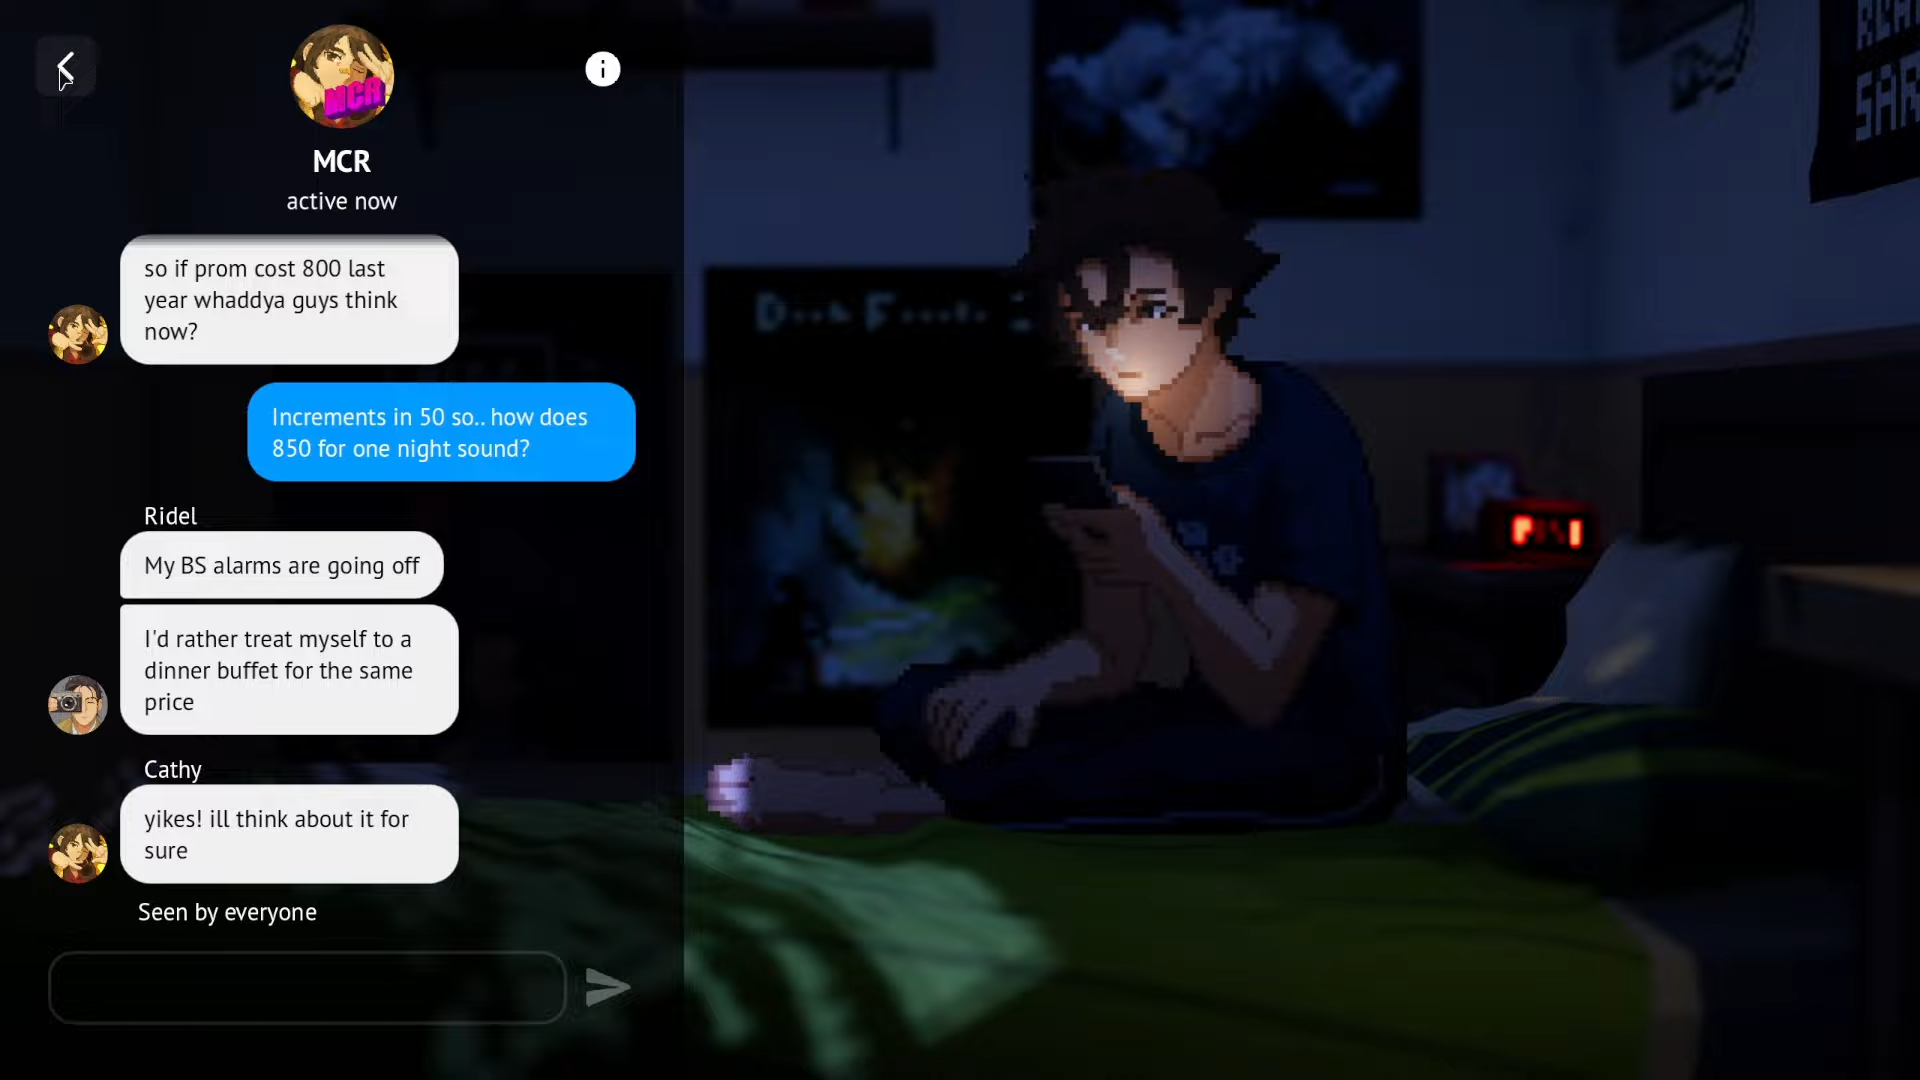 MCR
MCR
active now
so if prom cost 800 last
year whaddya guys think
now?
Increments in 50 so.. how does
850 for one night sound?
Ridel
My BS alarms are going off
I'd rather treat myself to a
dinner buffet for the same
price
Cathy
yikes! ill think about it for
sure
Seen by everyone